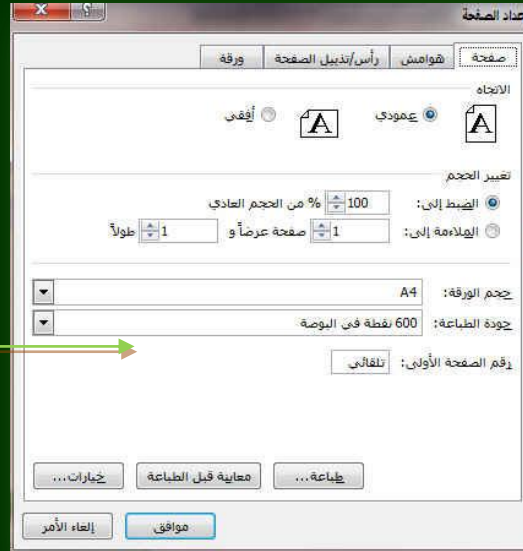 عداد الصفحة
صفحة هوامش رأس/تذييل الصفحة ورقة
الاتجاه
A عمودي A أفقي
تغيير الحجم
الضبط إلى: 100 % من الحجم العادي
الملاءمة إلى: 1 صفحة عرضاً و 1 طولاً
حجم الورقة: A4
جودة الطباعة: 600 نقطة في البوصة
رقم الصفحة الأولى: تلقائي
طباعة... معاينة قبل الطباعة خيارات...
موافق إلغاء الأمر